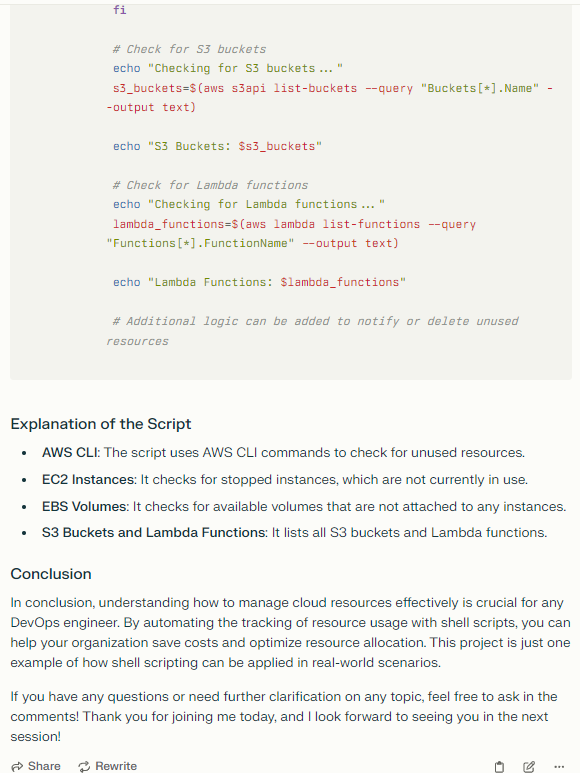 fi
# Check for S3 buckets
echo "Checking for S3 buckets..."
s3_buckets=$(aws s3api list-buckets --query "Buckets[*].Name" -
-output text)
echo "S3 Buckets: $s3_buckets"
# Check for Lambda functions
echo "Checking for Lambda functions..."
lambda_functions=$(aws lambda list-functions --query
"Functions[*].FunctionName" --output text)
echo "Lambda Functions: $lambda_functions"
# Additional logic can be added to notify or delete unused
resources
Explanation of the Script
• AWS CLI: The script uses AWS CLI commands to check for unused resources.
• EC2 Instances: It checks for stopped instances, which are not currently in use.
• EBS Volumes: It checks for available volumes that are not attached to any instances.
• S3 Buckets and Lambda Functions: It lists all S3 buckets and Lambda functions.
Conclusion
In conclusion, understanding how to manage cloud resources effectively is crucial for any
DevOps engineer. By automating the tracking of resource usage with shell scripts, you can
help your organization save costs and optimize resource allocation. This project is just one
example of how shell scripting can be applied in real-world scenarios.
If you have any questions or need further clarification on any topic, feel free to ask in the
comments! Thank you for joining me today, and I look forward to seeing you in the next
session!
Share Rewrite